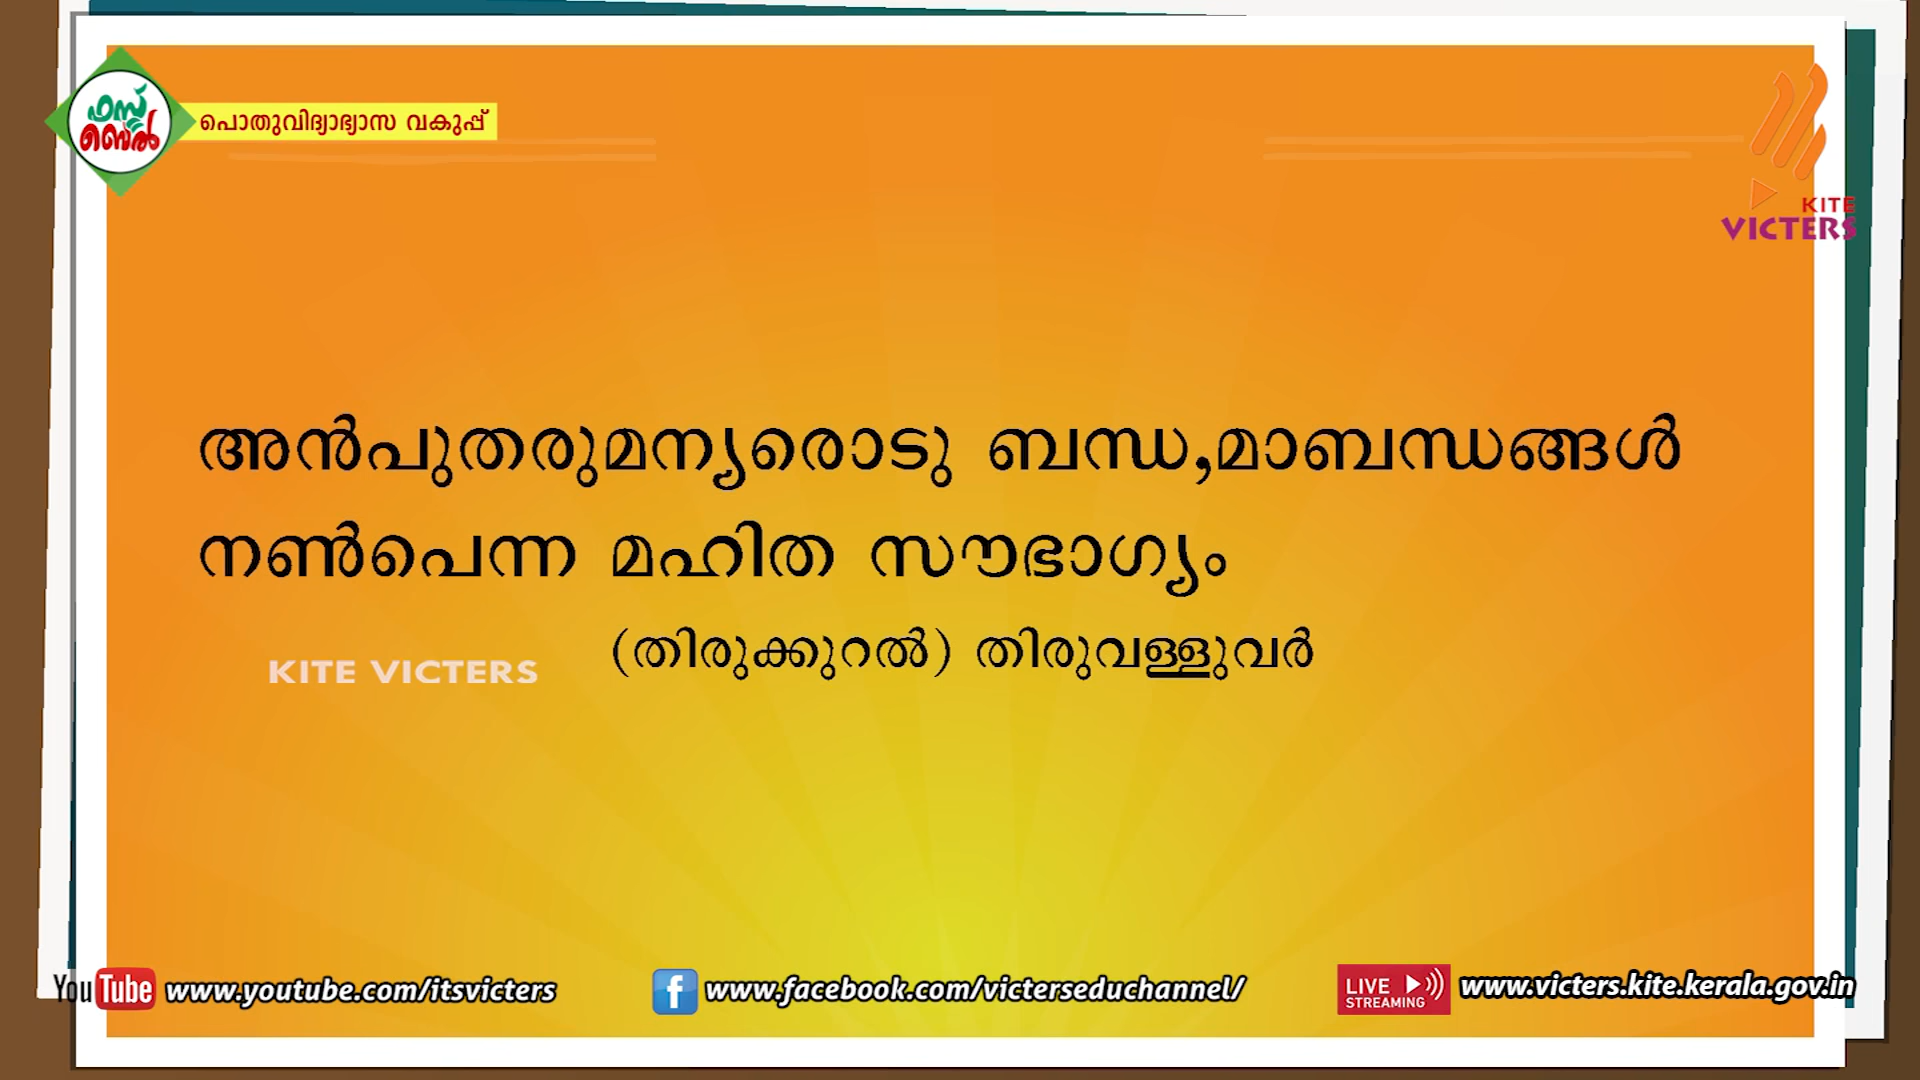 ഫസ്റ്റ്
ബെൽ
പൊതുവിദ്യാഭ്യാസ വകുപ്പ്
KITE
VICTERS
അൻപുതരുമന്യരൊടു ബന്ധ,മാബന്ധങ്ങൾ
നൺപെന്ന മഹിത സൗഭാഗ്യം
(തിരുക്കുറൽ) തിരുവള്ളുവർ
KITE VICTERS
YouTube www.youtube.com/itsvicters
f www.facebook.com/victerseduchannel/
LIVE STREAMING www.victers.kite.kerala.gov.in